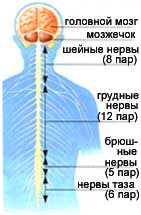 головной мозг
мозжечок
шейные нервы
(8 пар)
грудные
нервы
(12 пар)
брюш-
ные
нервы
(5 пар)
нервы таза
(6 пар)